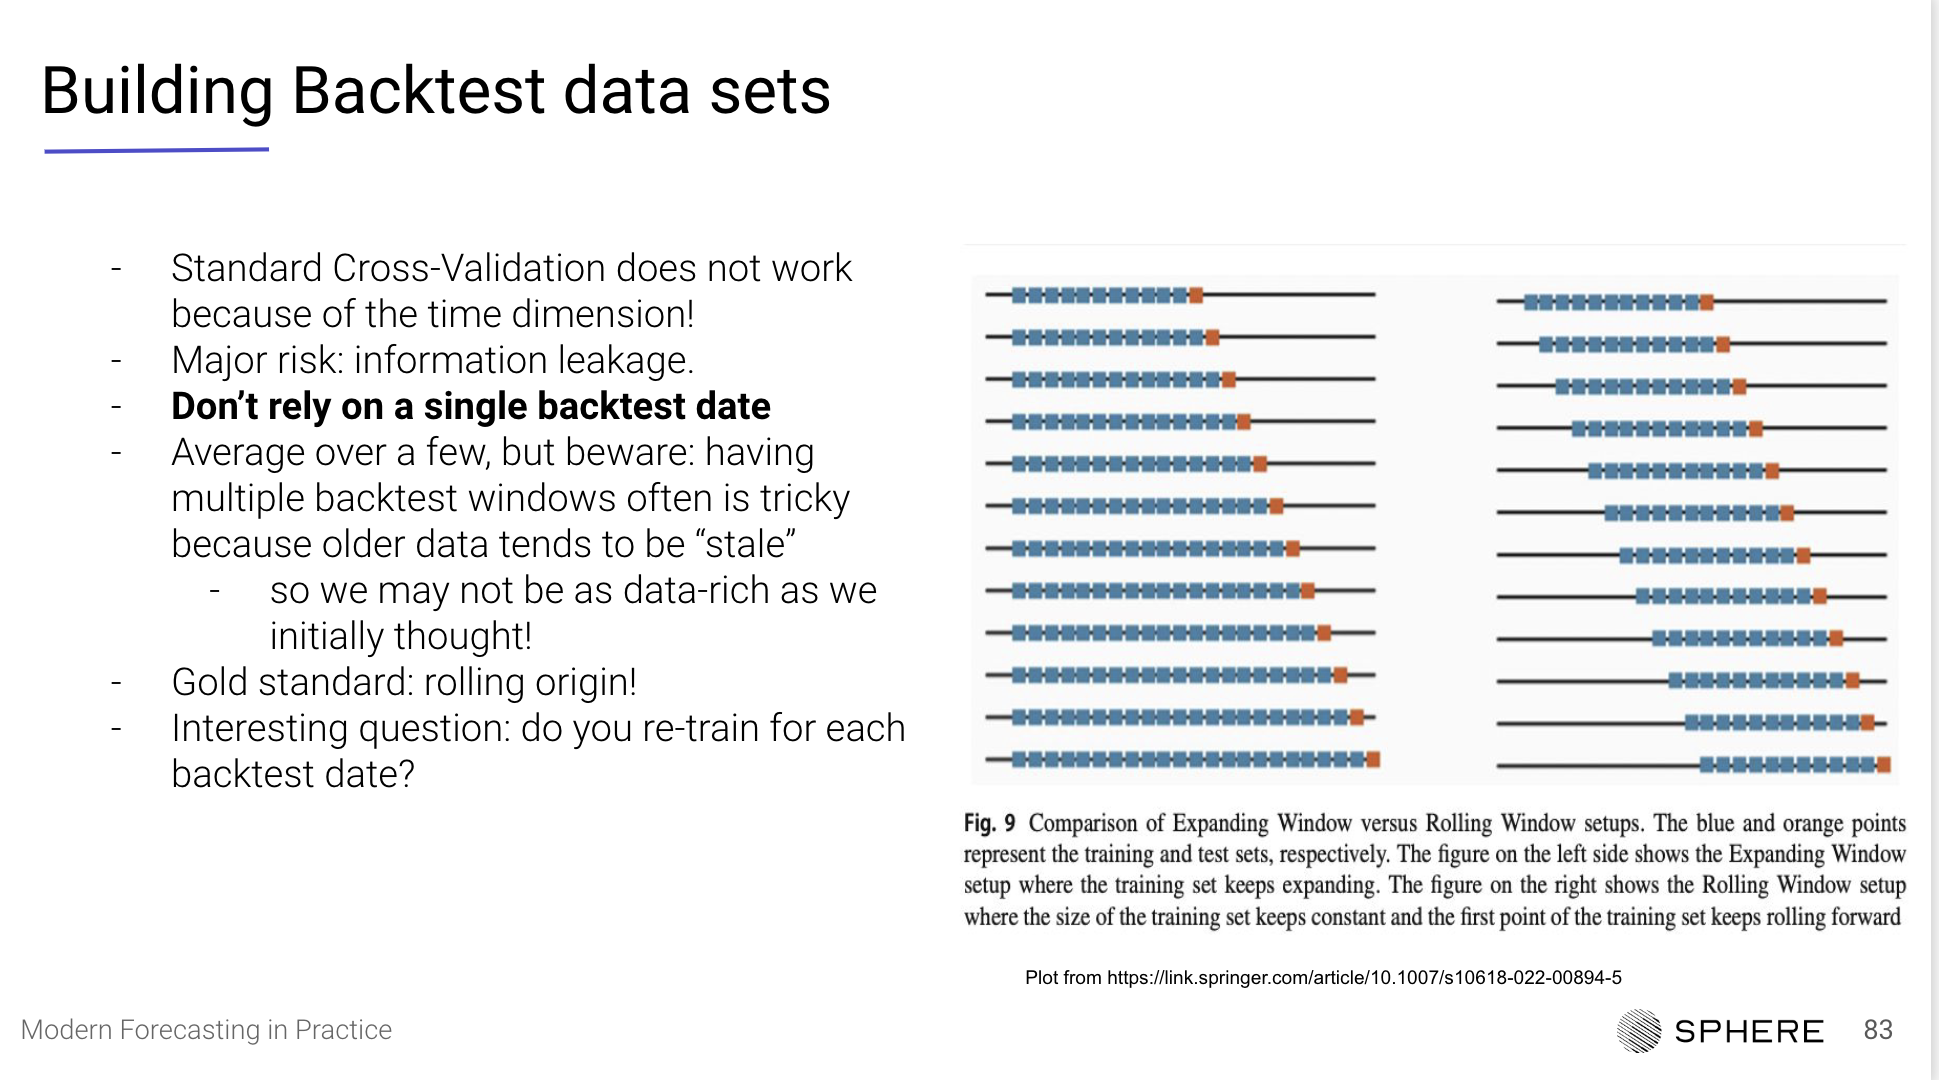 Building Backtest data sets
- Standard Cross-Validation does not work
because of the time dimension!
- Major risk: information leakage.
- Don’t rely on a single backtest date
- Average over a few, but beware: having
multiple backtest windows often is tricky
because older data tends to be “stale”
- so we may not be as data-rich as we
initially thought!
- Gold standard: rolling origin!
- Interesting question: do you re-train for each
backtest date?
Fig. 9 Comparison of Expanding Window versus Rolling Window setups. The blue and orange points
represent the training and test sets, respectively. The figure on the left side shows the Expanding Window
setup where the training set keeps expanding. The figure on the right shows the Rolling Window setup
where the size of the training set keeps constant and the first point of the training set keeps rolling forward
Plot from https://link.springer.com/article/10.1007/s10618-022-00894-5
Modern Forecasting in Practice
SPHERE
83